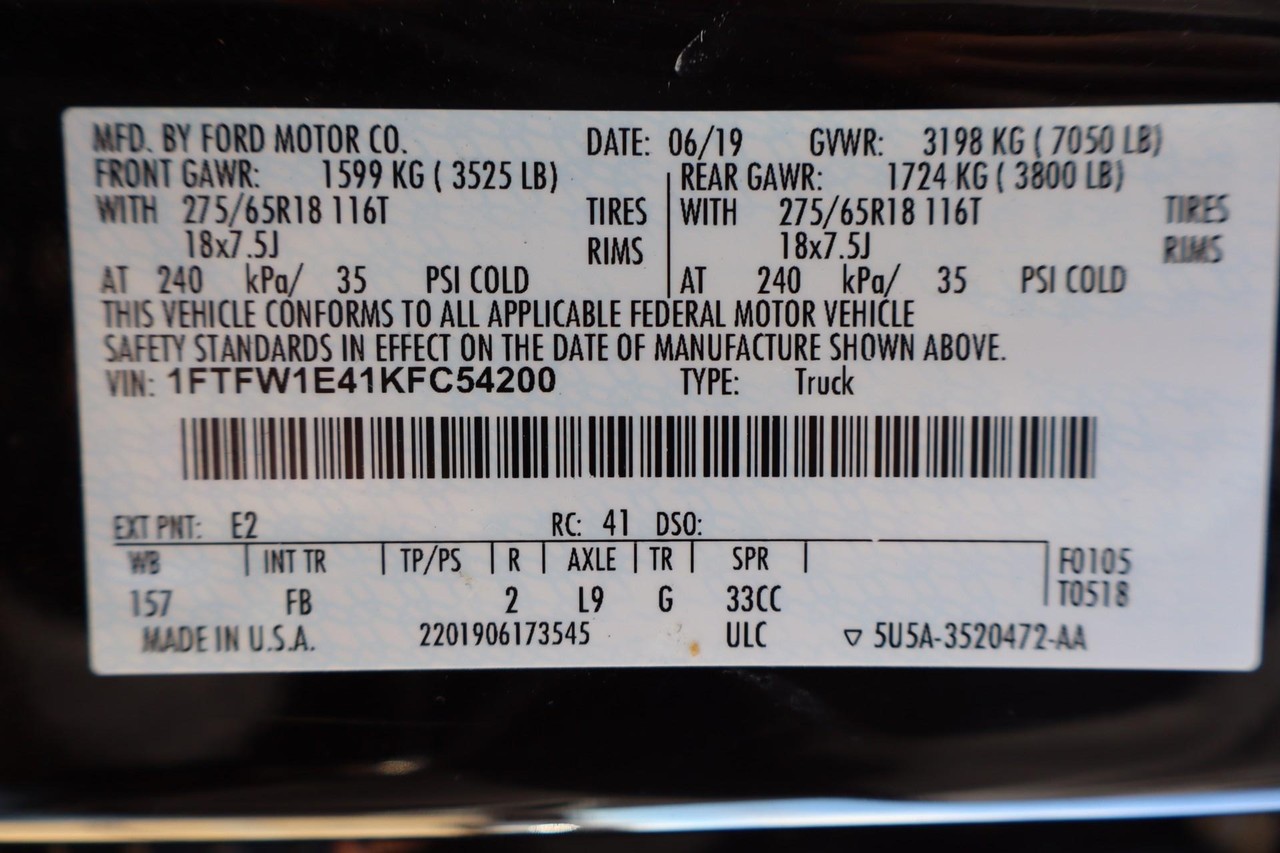 MFD. BY FORD MOTOR CO. DATE: 06/19 GVWR: 3198 KG ( 7050 LB)
FRONT GAWR: 1599 KG ( 3525 LB) REAR GAWR: 1724 KG ( 3800 LB)
WITH 275/65R18 116T TIRES WITH 275/65R18 116T TIRES
18x7.5J RIMS 18x7.5J RIMS
AT 240 kPa/ 35 PSI COLD AT 240 kPa/ 35 PSI COLD
THIS VEHICLE CONFORMS TO ALL APPLICABLE FEDERAL MOTOR VEHICLE
SAFETY STANDARDS IN EFFECT ON THE DATE OF MANUFACTURE SHOWN ABOVE.
VIN: 1FTFW1E41KFC54200 TYPE: Truck
EXT PNT: E2 RC: 41 DSO:
WB INT TR TP/PS R AXLE TR SPR F0105
157 FB 2 L9 G 33CC T0518
MADE IN U.S.A. 2201906173545 ULC ▽ 5U5A-3520472-AA